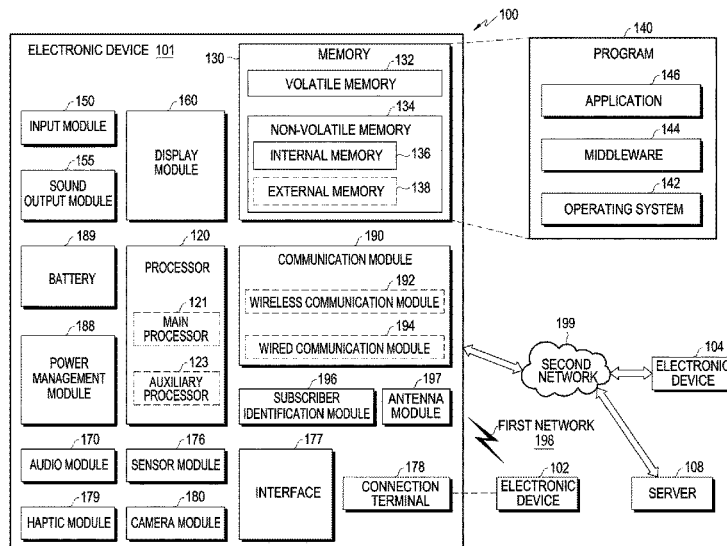 100
ELECTRONIC DEVICE 101
130
MEMORY
132
VOLATILE MEMORY
134
NON-VOLATILE MEMORY
INTERNAL MEMORY
136
EXTERNAL MEMORY
138
140
PROGRAM
146
APPLICATION
144
MIDDLEWARE
142
OPERATING SYSTEM
150
INPUT MODULE
155
SOUND
OUTPUT MODULE
160
DISPLAY
MODULE
189
BATTERY
188
POWER
MANAGEMENT
MODULE
120
PROCESSOR
121
MAIN
PROCESSOR
123
AUXILIARY
PROCESSOR
190
COMMUNICATION MODULE
192
WIRELESS COMMUNICATION MODULE
194
WIRED COMMUNICATION MODULE
196
SUBSCRIBER
IDENTIFICATION MODULE
197
ANTENNA
MODULE
199
SECOND
NETWORK
104
ELECTRONIC
DEVICE
FIRST NETWORK
198
170
AUDIO MODULE
176
SENSOR MODULE
177
INTERFACE
178
CONNECTION
TERMINAL
102
ELECTRONIC
DEVICE
108
SERVER
179
HAPTIC MODULE
180
CAMERA MODULE